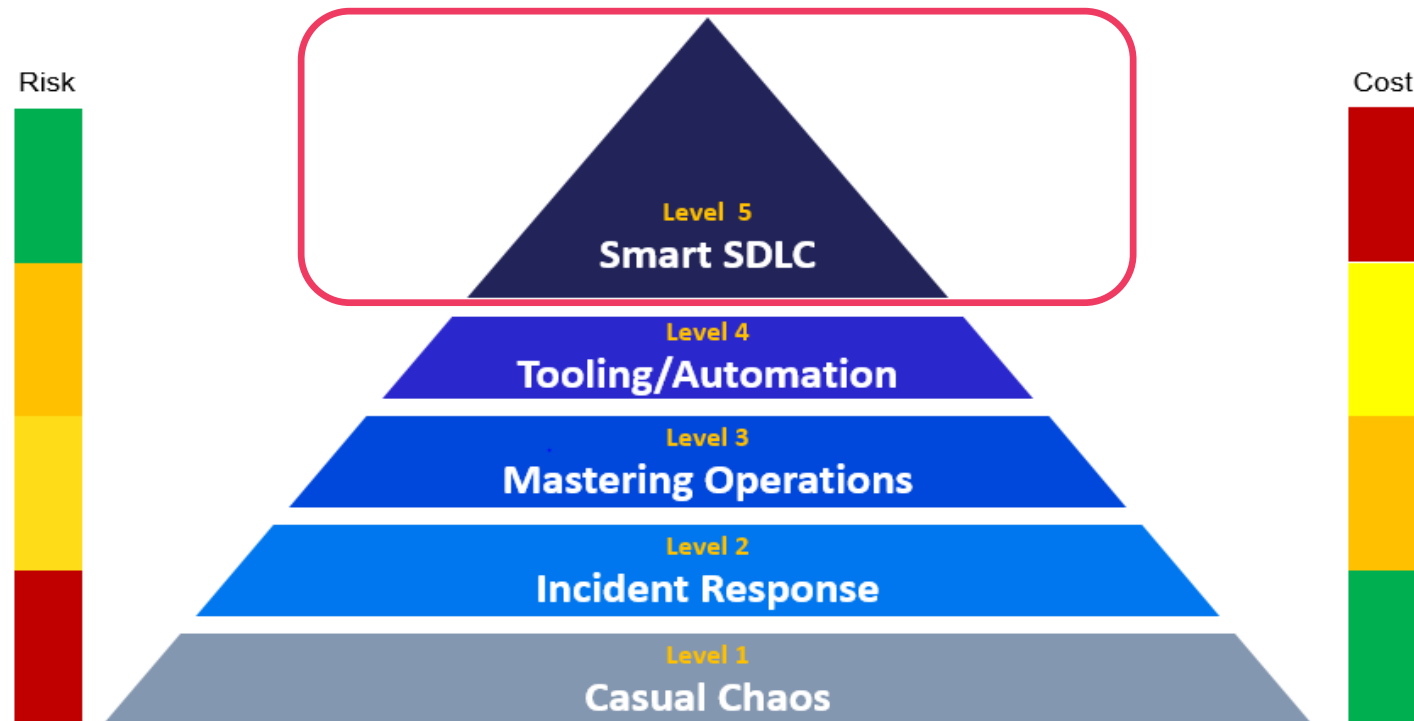 Risk
Cost
Level 5
Smart SDLC
Level 4
Tooling/Automation
Level 3
Mastering Operations
Level 2
Incident Response
Level 1
Casual Chaos